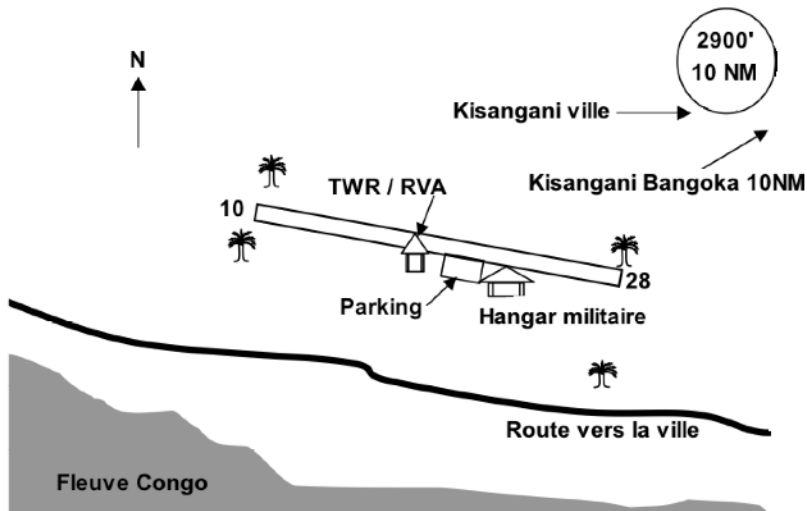 2900'
10 NM
N
Kisangani ville
Kisangani Bangoka 10NM
TWR / RVA
10
28
Parking
Hangar militaire
Route vers la ville
Fleuve Congo